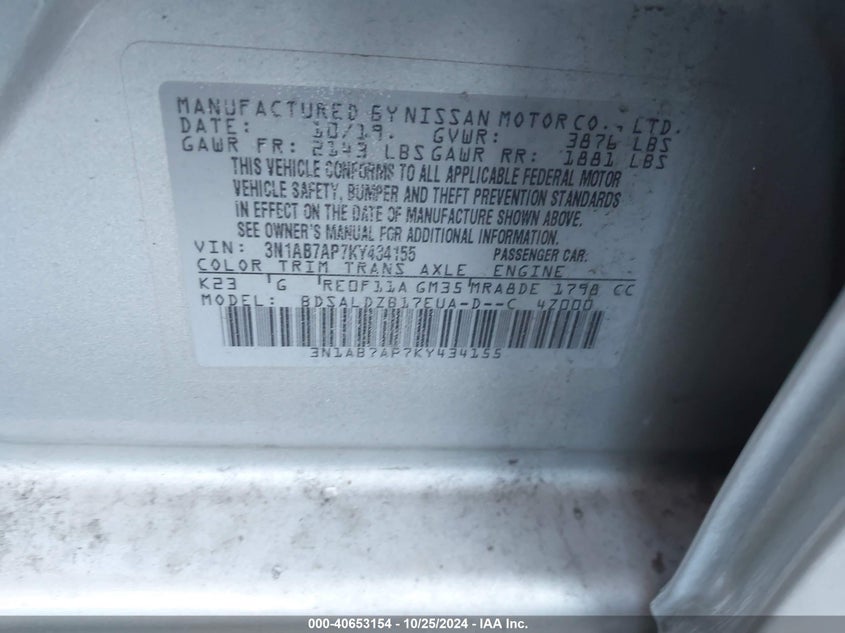 MANUFACTURED BY NISSAN MOTOR CO., LTD.
DATE: 10/19. GVWR: 3876 LBS
GAWR FR: 2143 LBS GAWR RR: 1881 LBS
THIS VEHICLE CONFORMS TO ALL APPLICABLE FEDERAL MOTOR
VEHICLE SAFETY, BUMPER AND THEFT PREVENTION STANDARDS
IN EFFECT ON THE DATE OF MANUFACTURE SHOWN ABOVE.
SEE OWNER'S MANUAL FOR ADDITIONAL INFORMATION.
VIN: 3N1AB7AP7KY434155 PASSENGER CAR.
COLOR TRIM TRANS AXLE ENGINE
K23 G RE0F11A GM35 MRA8DE 1798 CC
MODEL: BDSALDZB17EUA-D--C 47000
3N1AB7AP7KY434155
000-40653154 - 10/25/2024 - IAA Inc.